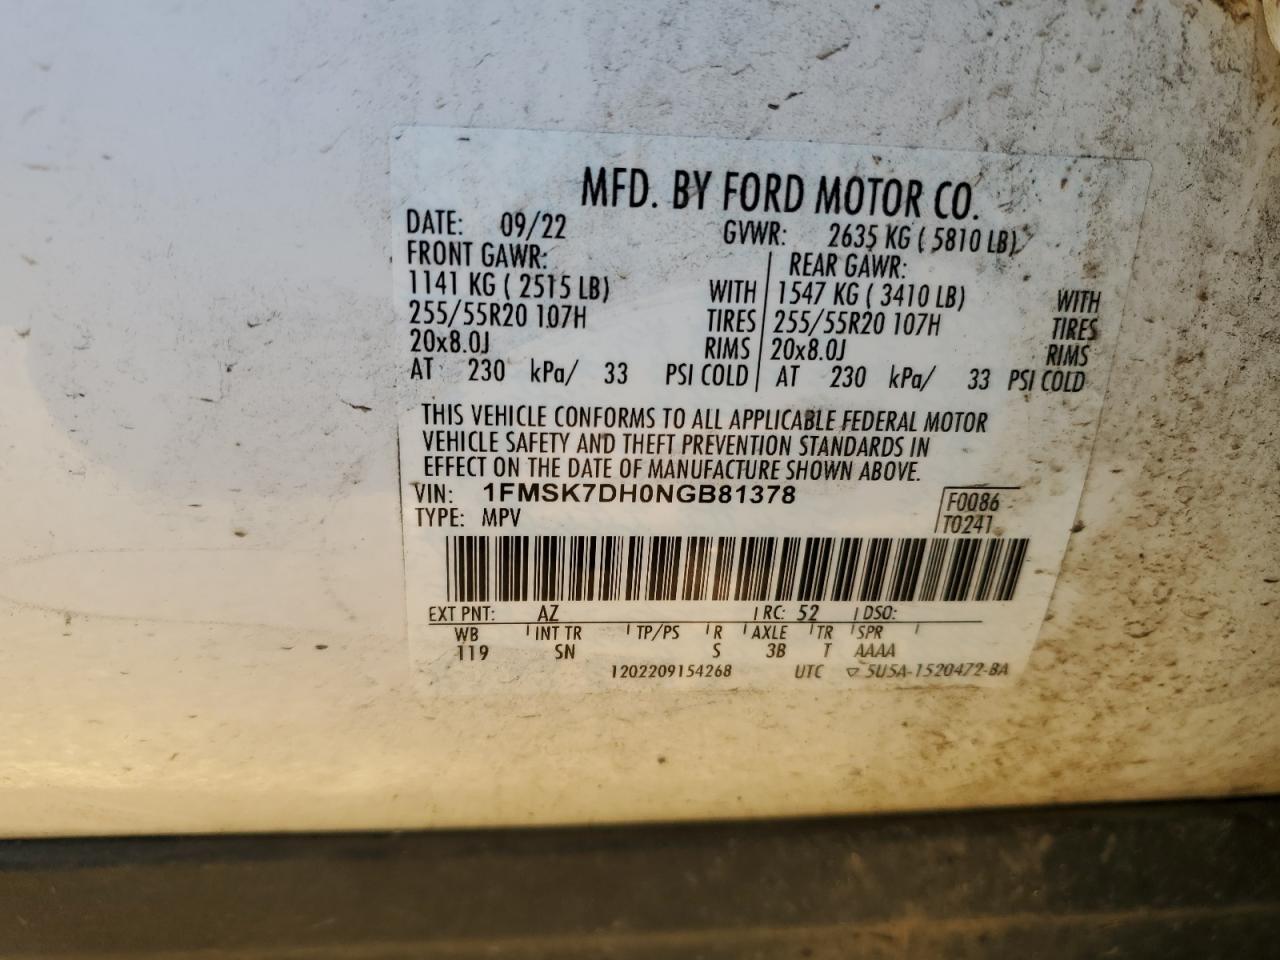 MFD. BY FORD MOTOR CO.
DATE: 09/22 GVWR: 2635 KG ( 5810 LB)
FRONT GAWR: REAR GAWR:
1141 KG ( 2515 LB) WITH 1547 KG ( 3410 LB) WITH
255/55R20 107H TIRES 255/55R20 107H TIRES
20x8.0J RIMS 20x8.0J RIMS
AT 230 kPa/ 33 PSI COLD AT 230 kPa/ 33 PSI COLD
THIS VEHICLE CONFORMS TO ALL APPLICABLE FEDERAL MOTOR
VEHICLE SAFETY AND THEFT PREVENTION STANDARDS IN
EFFECT ON THE DATE OF MANUFACTURE SHOWN ABOVE.
VIN: 1FMSK7DH0NGB81378 F0086
TYPE: MPV T0241
EXT PNT: AZ RC: 52 DSO:
WB INT TR TP/PS R AXLE TR SPR
119 SN S 3B T AAAA
1202209154268 UTC ▽ 5U5A-1520472-BA